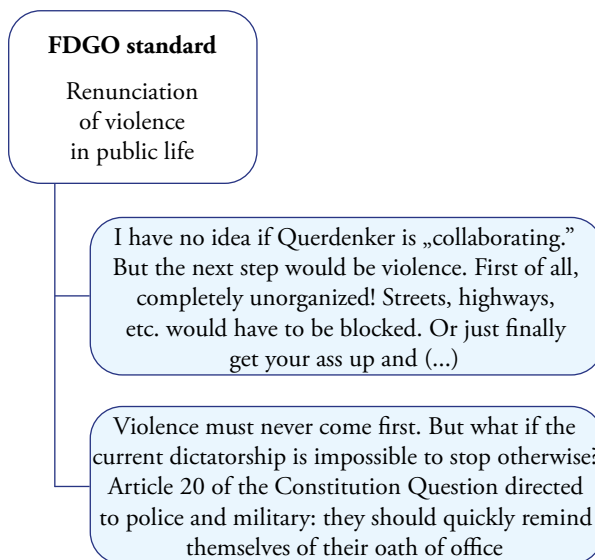 FDGO standard
Renunciation
of violence
in public life
I have no idea if Querdenker is „collaborating.”
But the next step would be violence. First of all,
completely unorganized! Streets, highways,
etc. would have to be blocked. Or just finally
get your ass up and (...)
Violence must never come first. But what if the
current dictatorship is impossible to stop otherwise?
Article 20 of the Constitution Question directed
to police and military: they should quickly remind
themselves of their oath of office